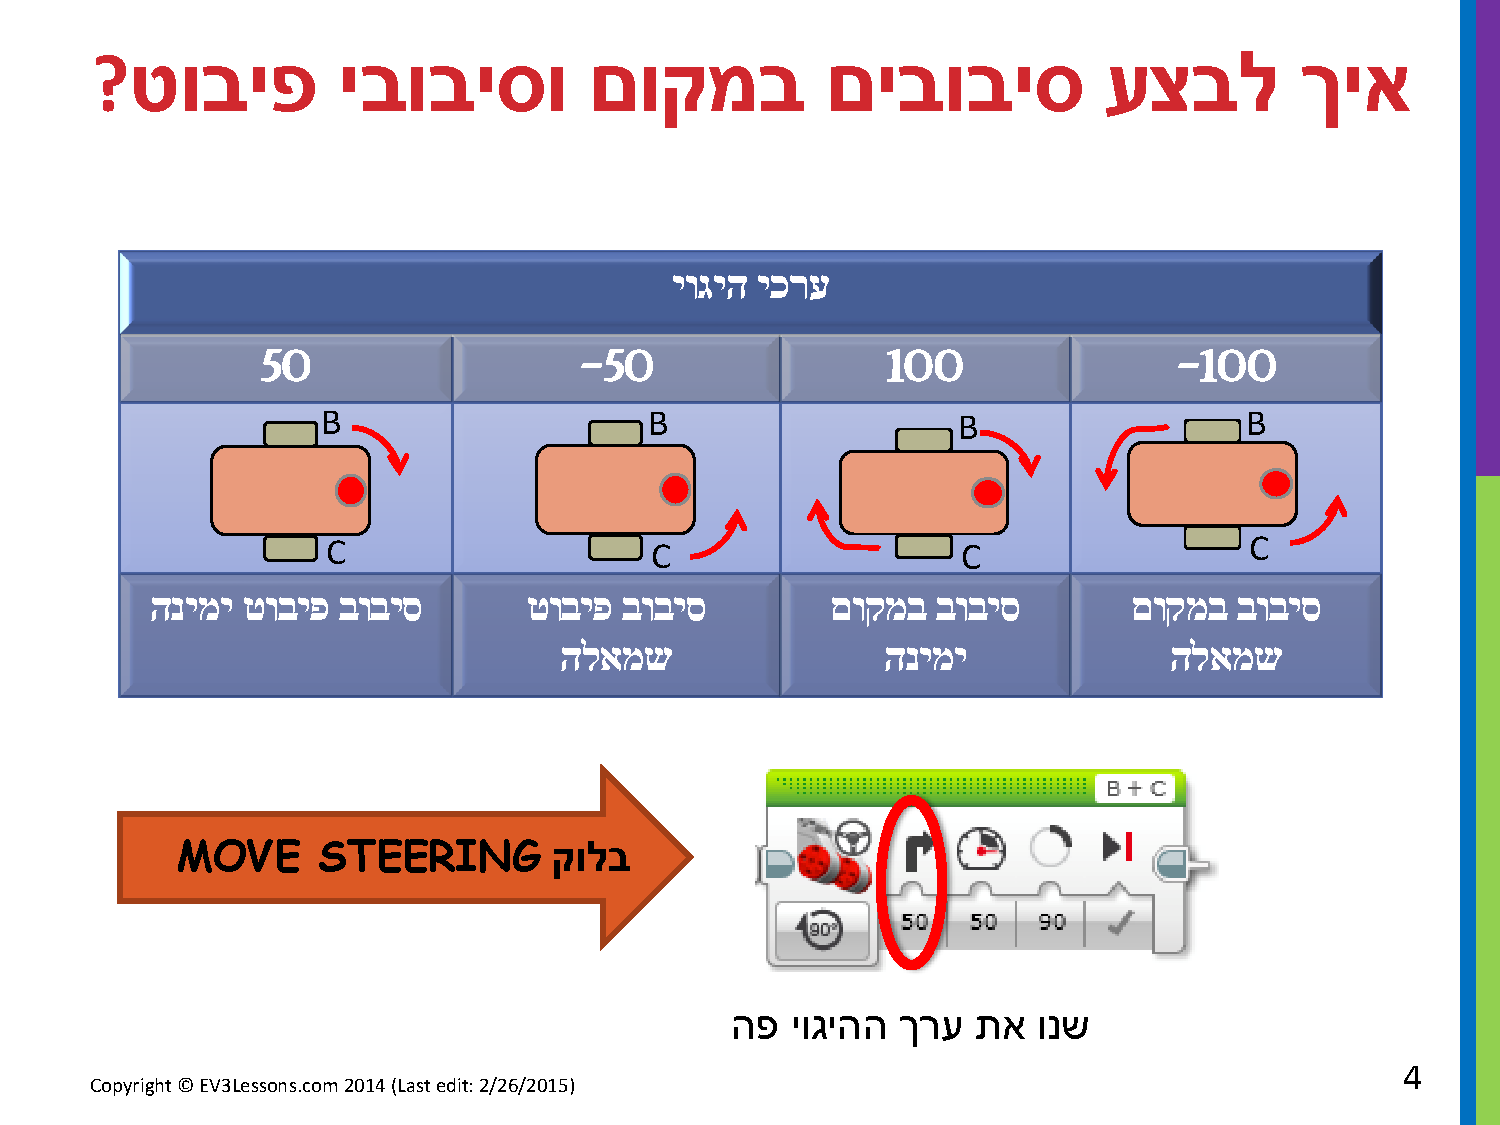 איך לבצע סיבובים במקום וסיבובי פיבוט?
ערכי היגוי
50 -50 100 -100
B B B B
C C C C
סיבוב פיבוט ימינה
סיבוב פיבוט
שמאלה
סיבוב במקום
ימינה
סיבוב במקום
שמאלה
בלוק MOVE STEERING
B + C
90° 50 50 90
שנו את ערך ההיגוי פה
Copyright © EV3Lessons.com 2014 (Last edit: 2/26/2015)
4